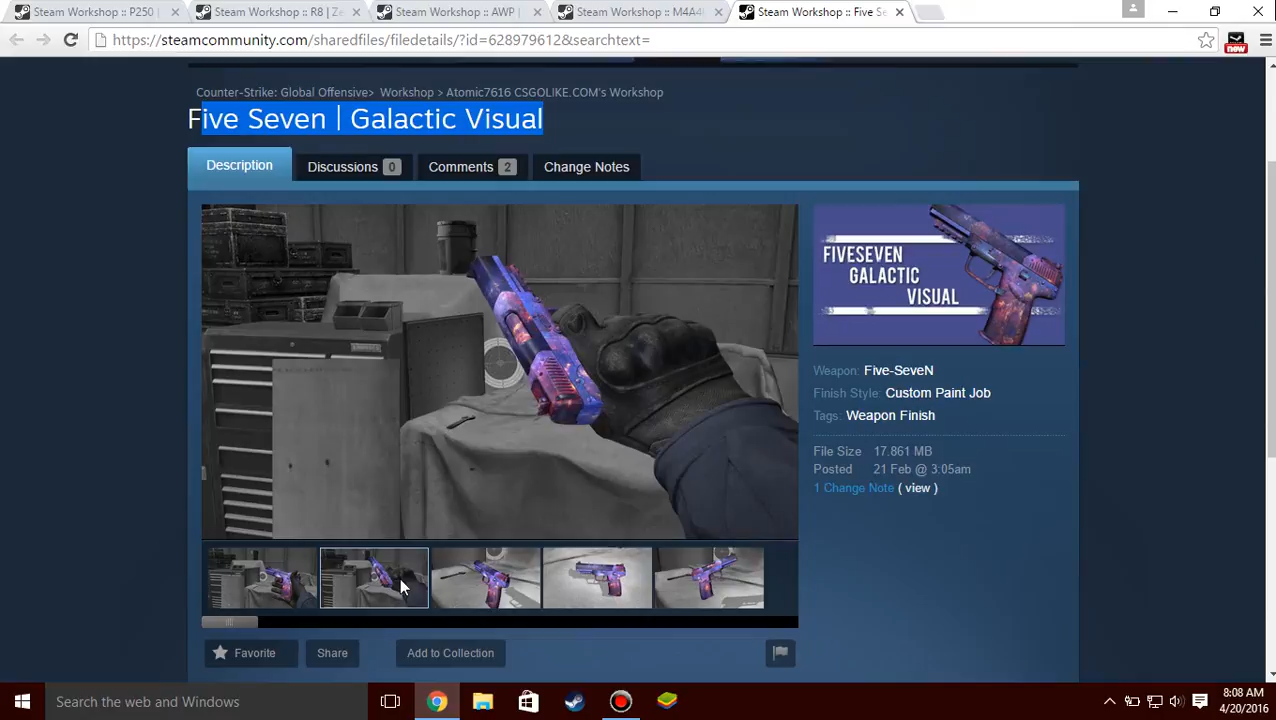 Steam Workshop :: P250 |
Steam Workshop :: R8 | Ze
Steam Workshop :: AWP |
Steam Workshop :: M4A4
Steam Workshop :: Five Se
https://steamcommunity.com/sharedfiles/filedetails/?id=628979612&searchtext=
now
Counter-Strike: Global Offensive> Workshop > Atomic7616 CSGOLIKE.COM's Workshop
Five Seven | Galactic Visual
Description
Discussions 0
Comments 2
Change Notes
FIVESEVEN
GALACTIC
VISUAL
Weapon: Five-SeveN
Finish Style: Custom Paint Job
Tags: Weapon Finish
File Size 17.861 MB
Posted 21 Feb @ 3:05am
1 Change Note ( view )
Favorite
Share
Add to Collection
Search the web and Windows
8:08 AM
4/20/2016